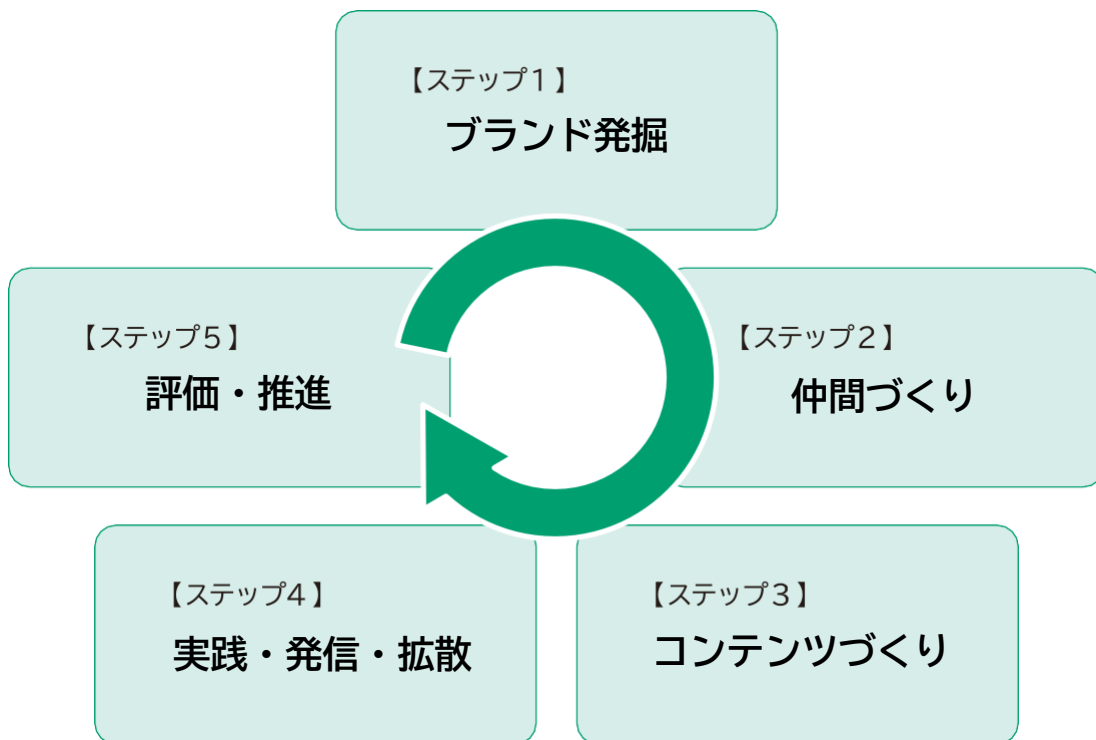 【ステップ1】
ブランド発掘
【ステップ2】
仲間づくり
【ステップ3】
コンテンツづくり
【ステップ4】
実践・発信・拡散
【ステップ5】
評価・推進